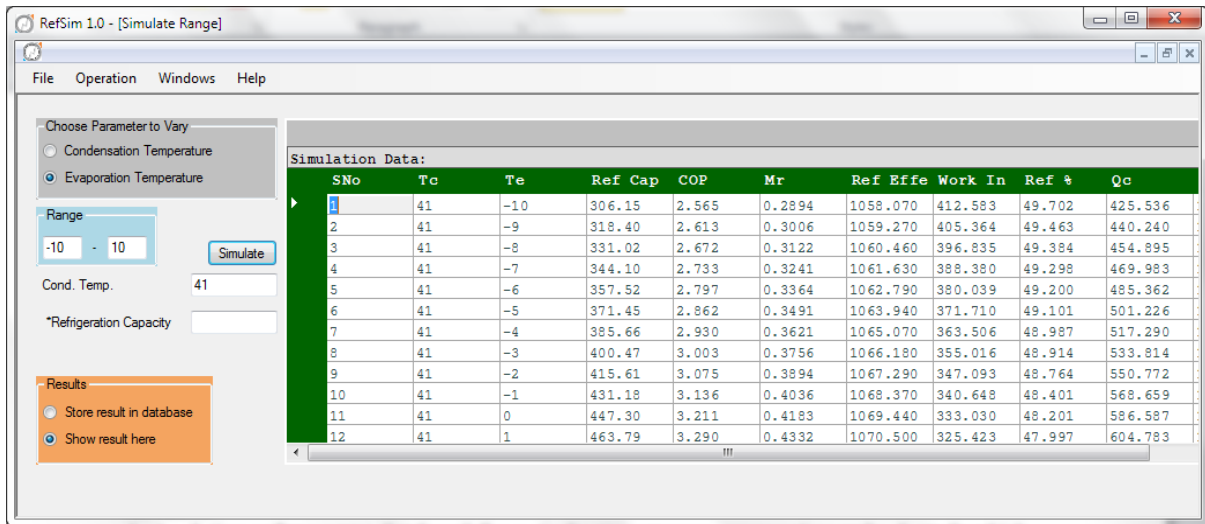 RefSim 1.0 - [Simulate Range]
File Operation Windows Help
Choose Parameter to Vary
Condensation Temperature
Evaporation Temperature
Range
-10 - 10
Simulate
Cond. Temp. 41
*Refrigeration Capacity
Results
Store result in database
Show result here
Simulation Data:
SNo Tc Te Ref Cap COP Mr Ref Effe Work In Ref % Qc
1 41 -10 306.15 2.565 0.2894 1058.070 412.583 49.702 425.536
2 41 -9 318.40 2.613 0.3006 1059.270 405.364 49.463 440.240
3 41 -8 331.02 2.672 0.3122 1060.460 396.835 49.384 454.895
4 41 -7 344.10 2.733 0.3241 1061.630 388.380 49.298 469.983
5 41 -6 357.52 2.797 0.3364 1062.790 380.039 49.200 485.362
6 41 -5 371.45 2.862 0.3491 1063.940 371.710 49.101 501.226
7 41 -4 385.66 2.930 0.3621 1065.070 363.506 48.987 517.290
8 41 -3 400.47 3.003 0.3756 1066.180 355.016 48.914 533.814
9 41 -2 415.61 3.075 0.3894 1067.290 347.093 48.764 550.772
10 41 -1 431.18 3.136 0.4036 1068.370 340.648 48.401 568.659
11 41 0 447.30 3.211 0.4183 1069.440 333.030 48.201 586.587
12 41 1 463.79 3.290 0.4332 1070.500 325.423 47.997 604.783